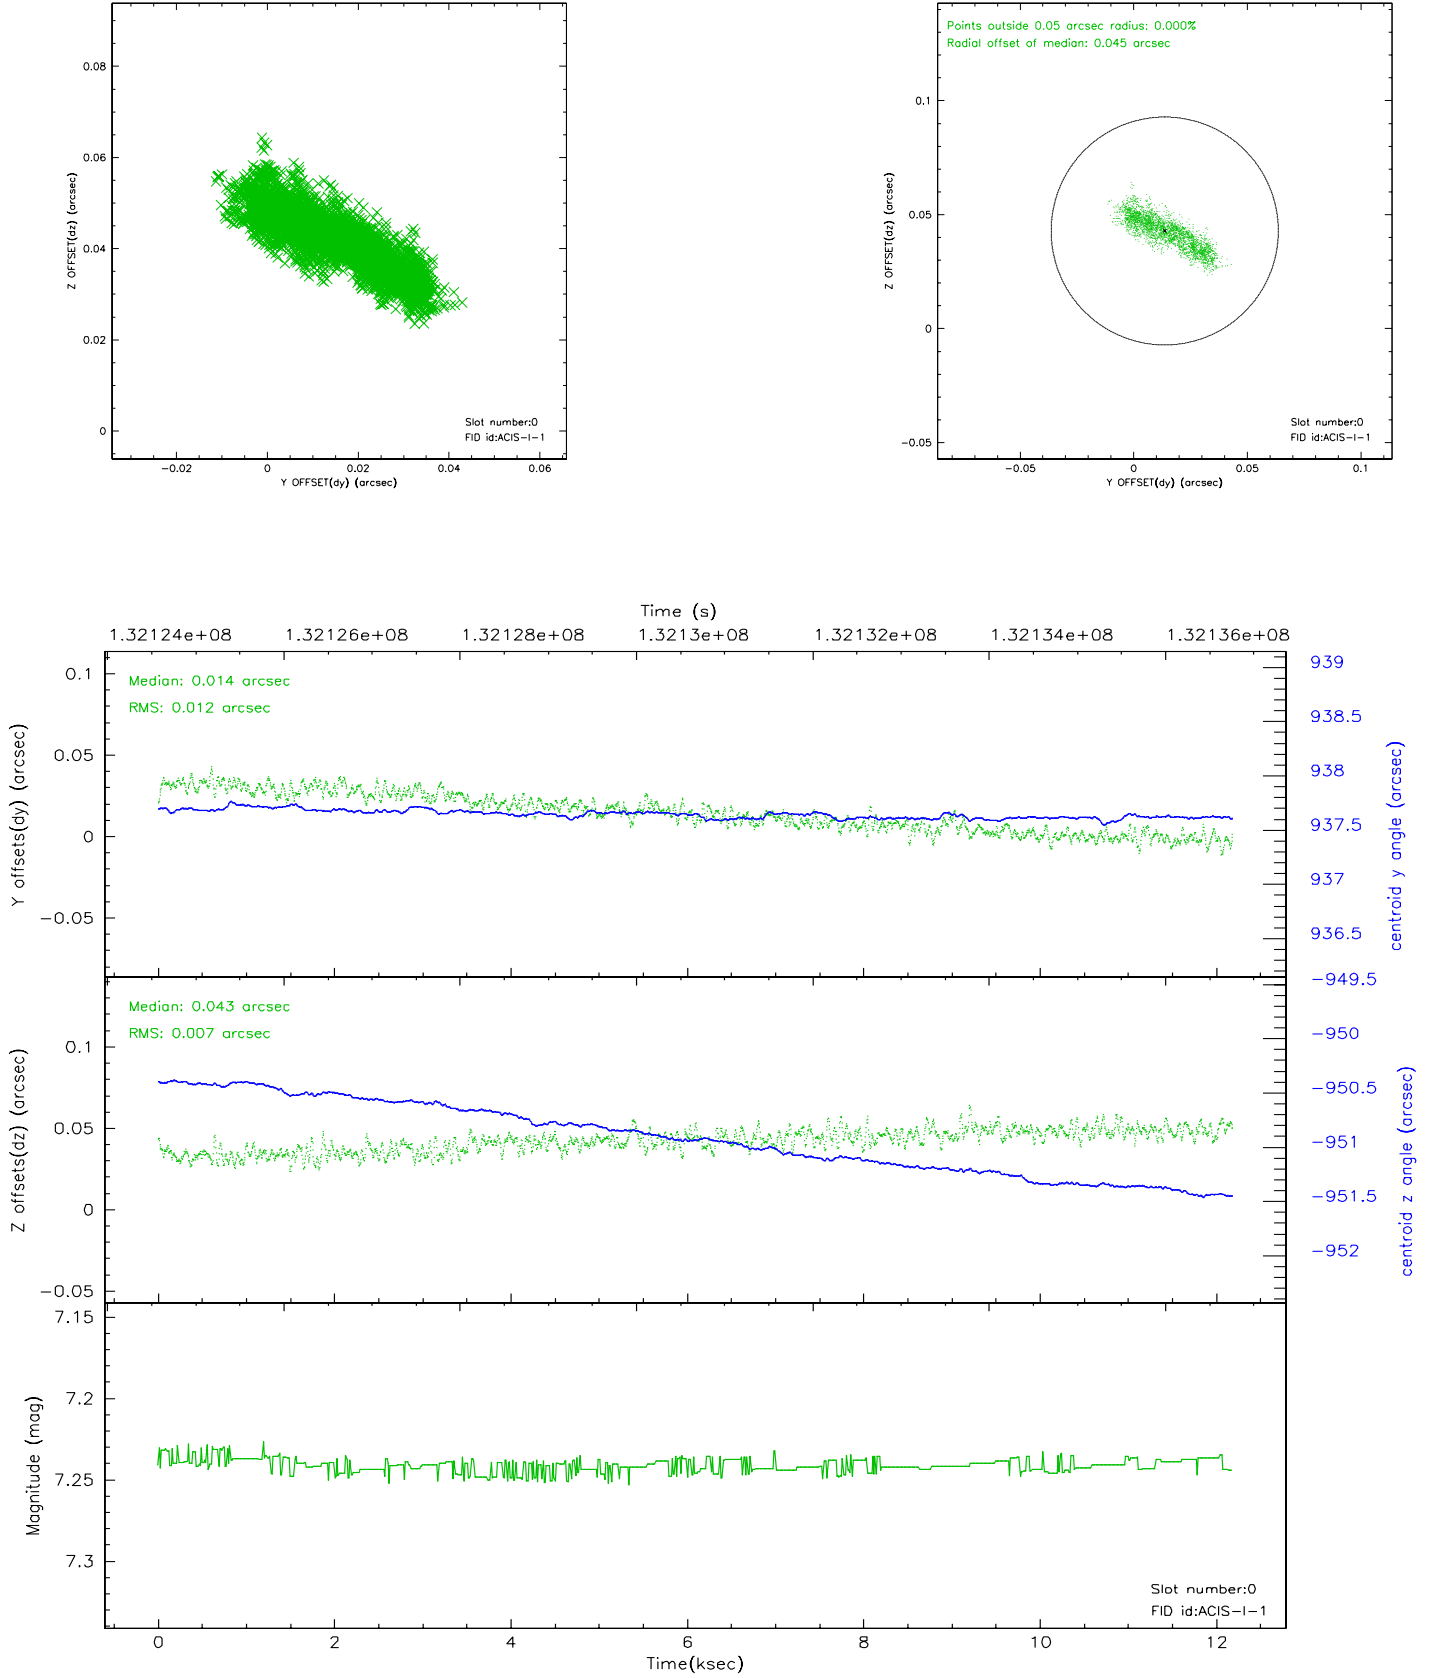 0.08
0.06
0.04
0.02
0
Z OFFSET(dz) (arcsec)
Slot number:0
FID id:ACIS-I-1
-0.02 0 0.02 0.04 0.06
Y OFFSET(dy) (arcsec)
Points outside 0.05 arcsec radius: 0.000%
Radial offset of median: 0.045 arcsec
0.1
0.05
0
-0.05
Z OFFSET(dz) (arcsec)
Slot number:0
FID id:ACIS-I-1
-0.05 0 0.05 0.1
Y OFFSET(dy) (arcsec)
Time (s)
1.32124e+08 1.32126e+08 1.32128e+08 1.3213e+08 1.32132e+08 1.32134e+08 1.32136e+08
Median: 0.014 arcsec
RMS: 0.012 arcsec
0.1
0.05
0
-0.05
Y offsets(dy) (arcsec)
939
938.5
938
937.5
937
936.5
centroid y angle (arcsec)
Median: 0.043 arcsec
RMS: 0.007 arcsec
0.1
0.05
0
-0.05
Z offsets(dz) (arcsec)
-949.5
-950
-950.5
-951
-951.5
-952
centroid z angle (arcsec)
7.15
7.2
7.25
7.3
Magnitude (mag)
Slot number:0
FID id:ACIS-I-1
0 2 4 6 8 10 12
Time(ksec)